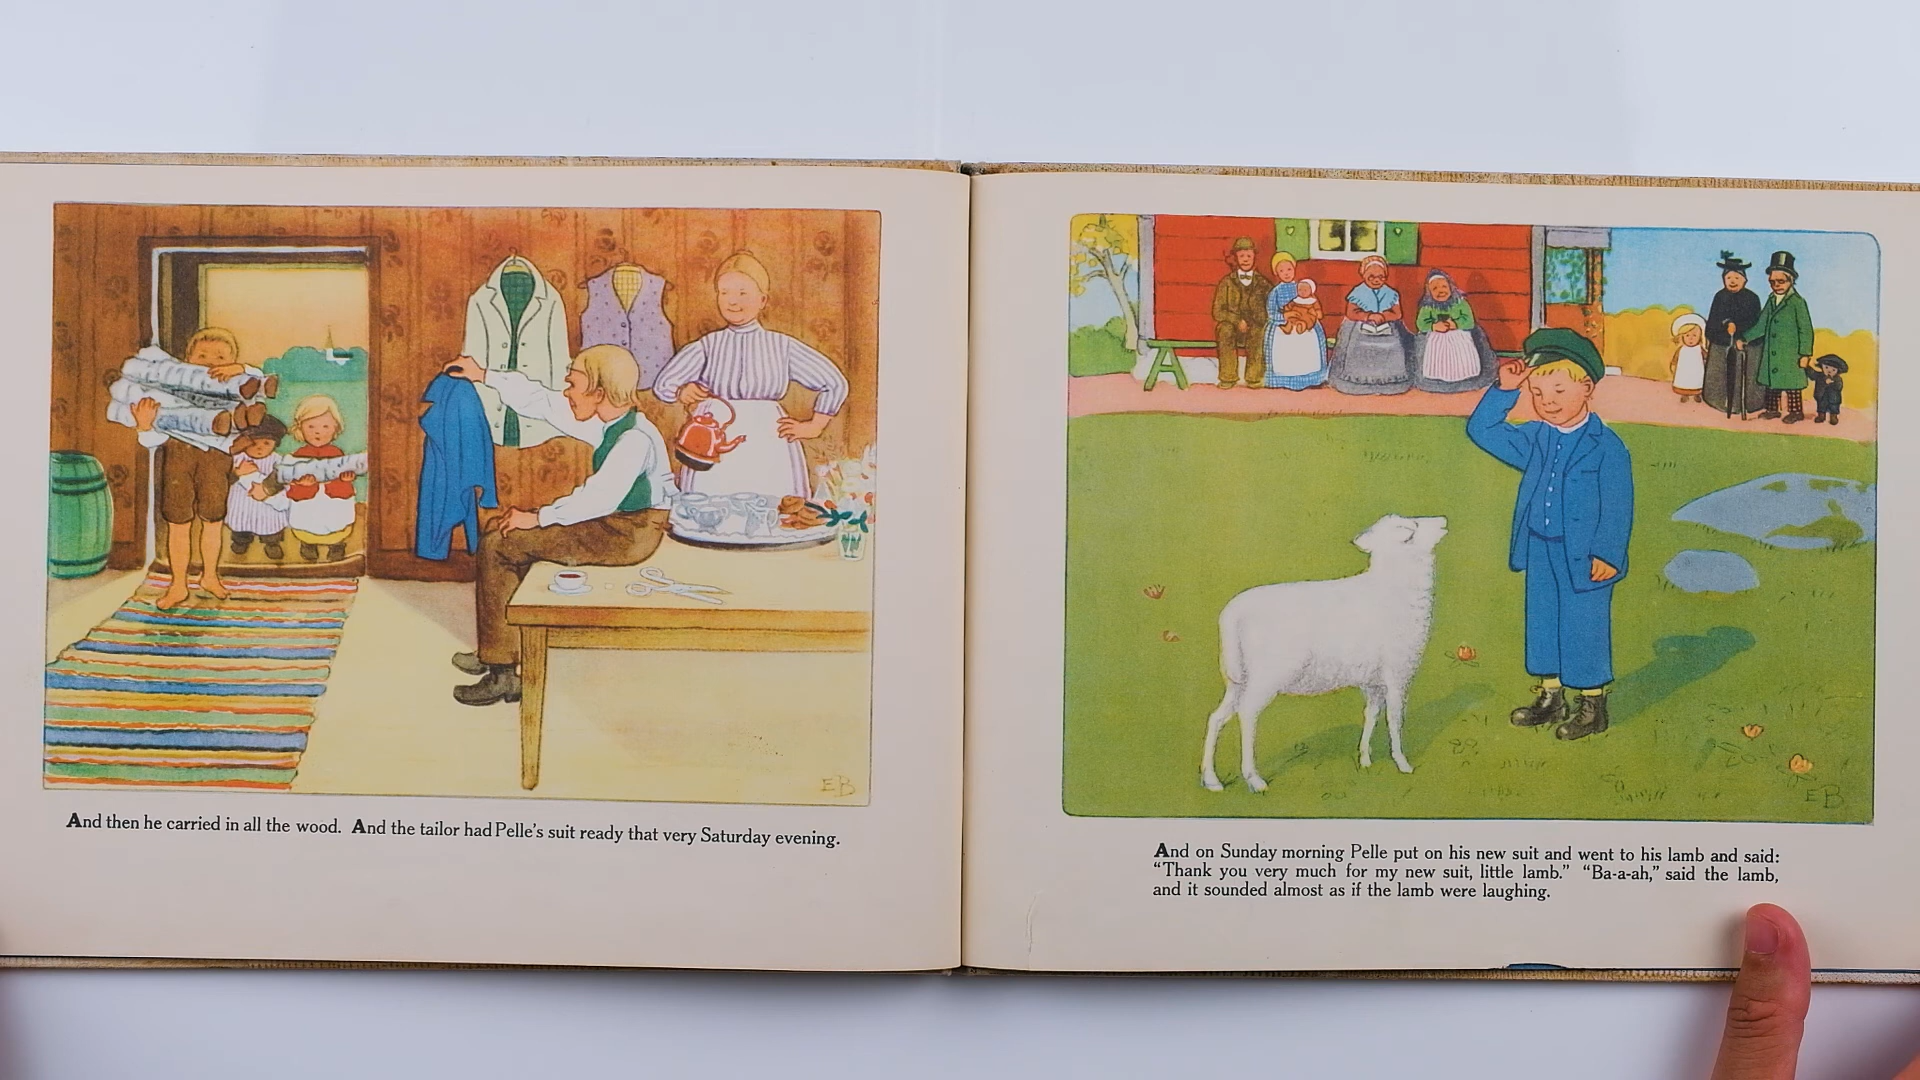 And then he carried in all the wood. And the tailor had Pelle's suit ready that very Saturday evening.
EB
And on Sunday morning Pelle put on his new suit and went to his lamb and said:
“Thank you very much for my new suit, little lamb.” “Ba-a-ah,” said the lamb,
and it sounded almost as if the lamb were laughing.
EB